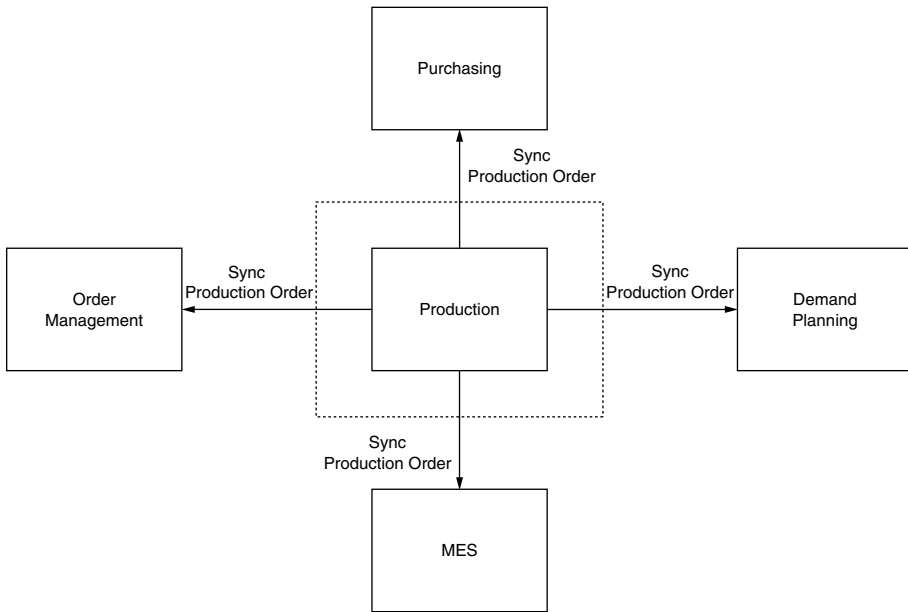 Purchasing
Sync
Production Order
Order
Management
Sync
Production Order
Production
Sync
Production Order
Demand
Planning
Sync
Production Order
MES